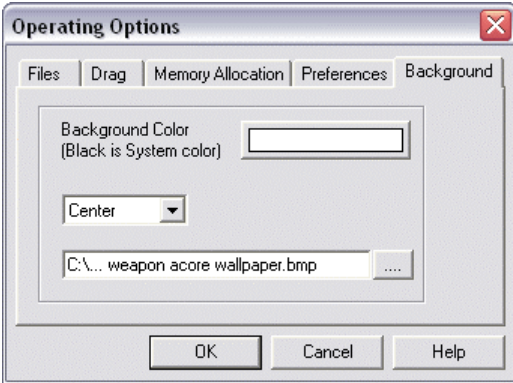 Operating Options
Files Drag Memory Allocation Preferences Background
Background Color
(Black is System color)
Center
C:\... weapon acore wallpaper.bmp ....
OK Cancel Help